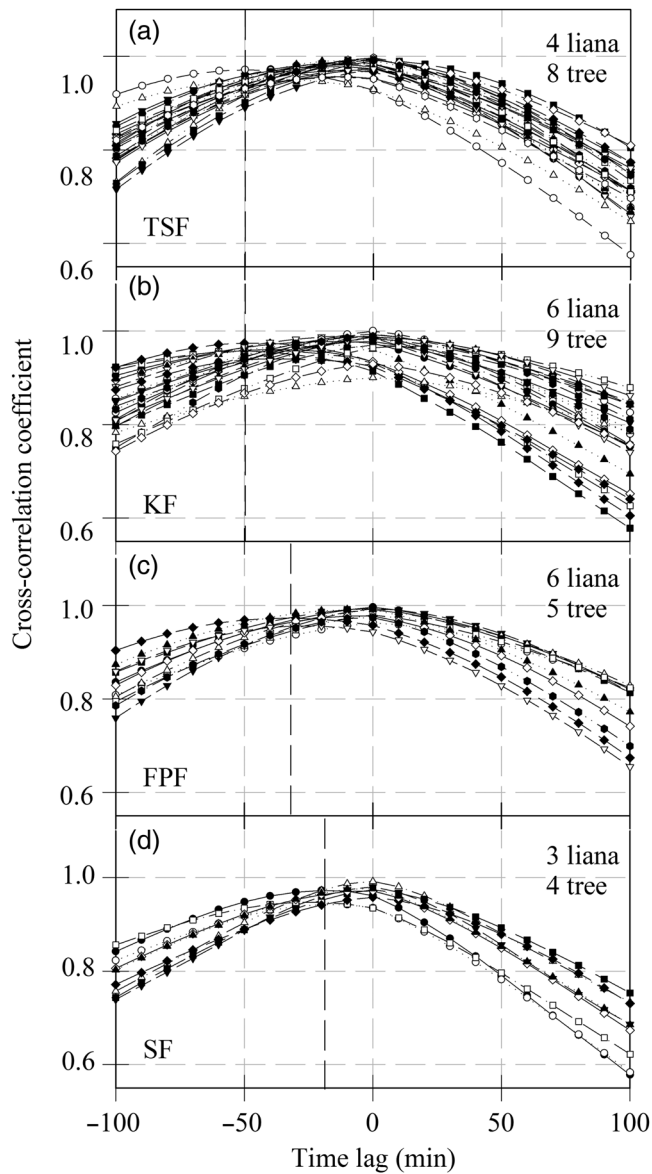 (a)
4 liana
8 tree
1.0
0.8
TSF
0.6
(b)
6 liana
9 tree
1.0
0.8
KF
0.6
(c)
6 liana
5 tree
1.0
0.8
FPF
0.6
(d)
3 liana
4 tree
1.0
0.8
SF
0.6
Cross-correlation coefficient
−100 −50 0 50 100
Time lag (min)